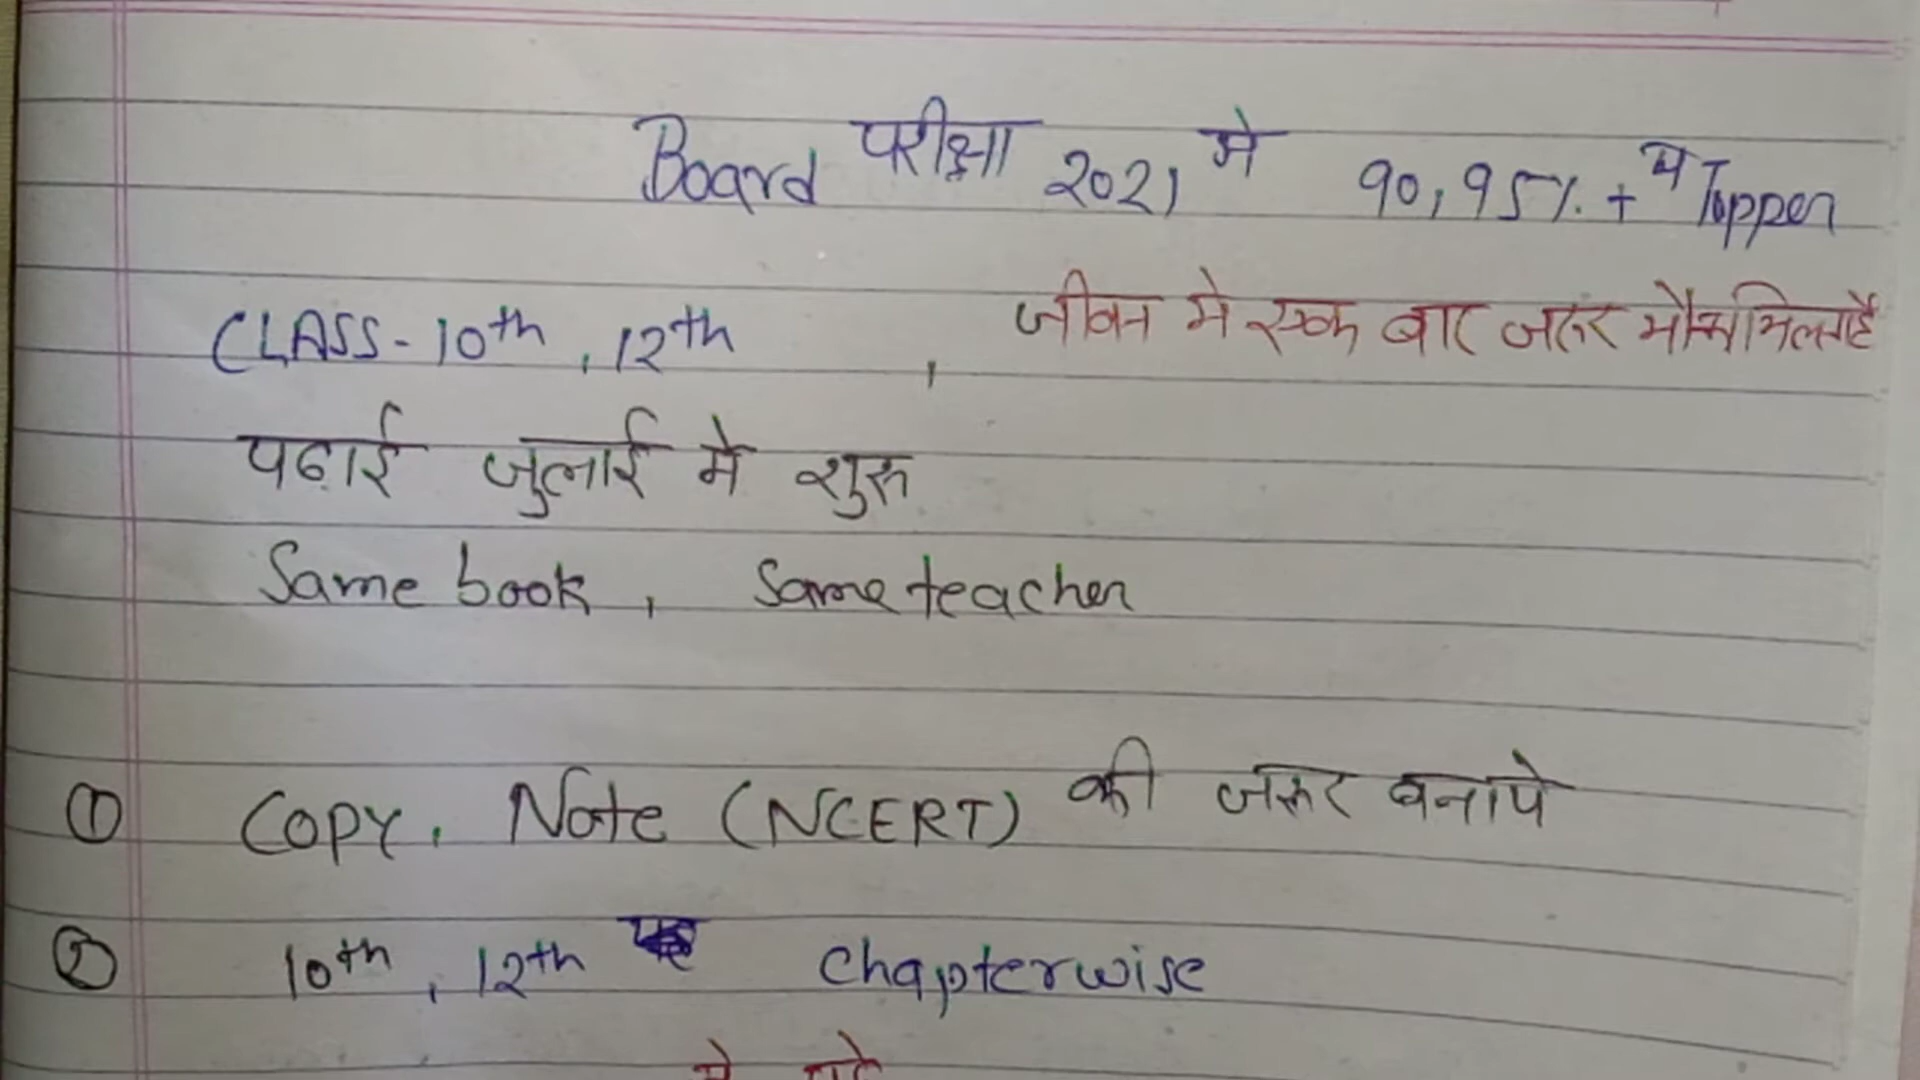 Board परीक्षा 2021 मे 90,95%.+ मे Topper
CLASS-10th, 12th, जीवन मे एक बार जरुर मौका मिलता है
पढाई जुलाई मे शुरू
Same book, Same teacher
① Copy, Note (NCERT) की जरूर बनाये
② 10th, 12th chapterwise